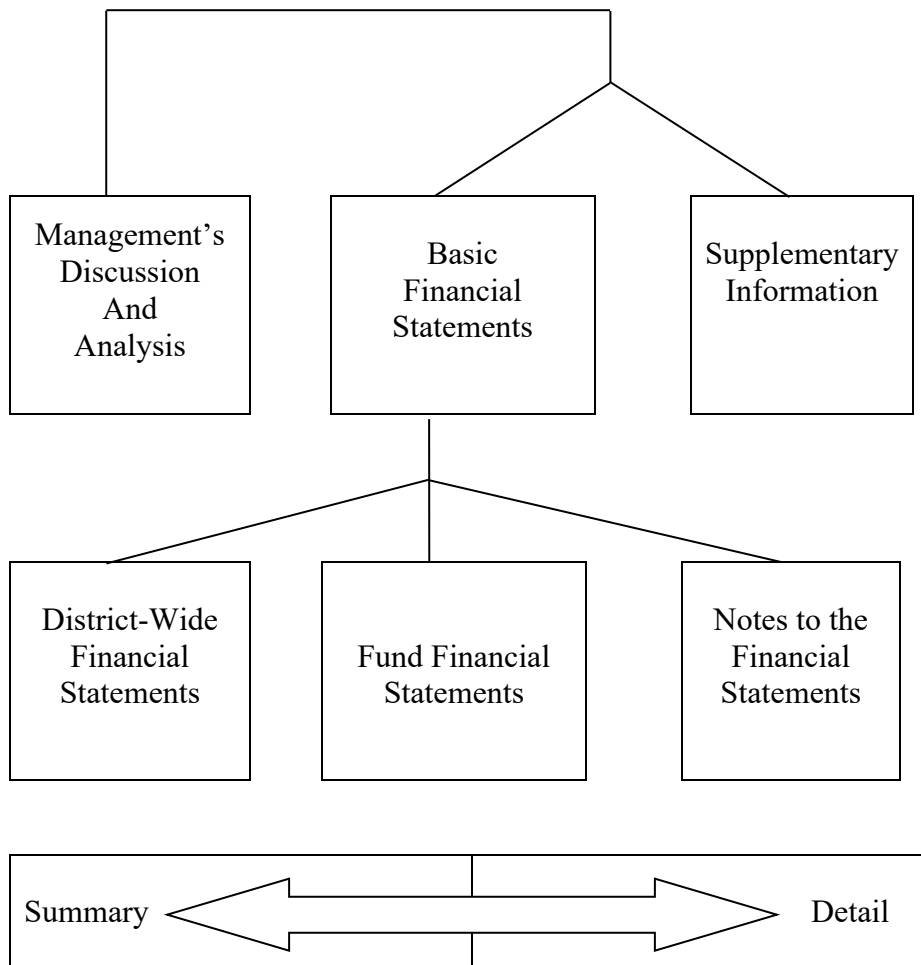 Management’s
Discussion
And
Analysis
Basic
Financial
Statements
Supplementary
Information
District-Wide
Financial
Statements
Fund Financial
Statements
Notes to the
Financial
Statements
Summary
Detail